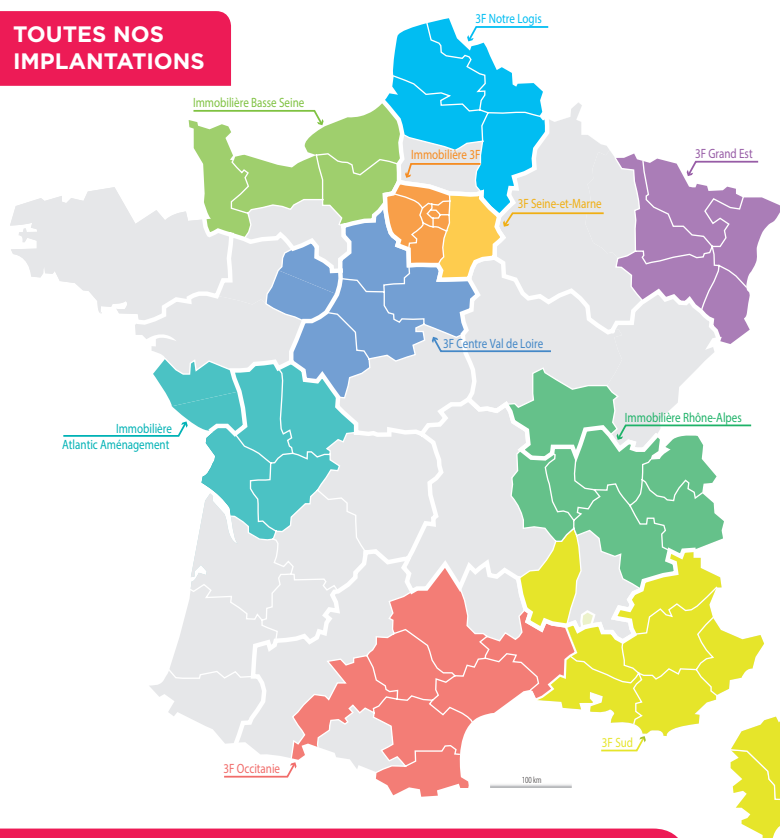 TOUTES NOS
IMPLANTATIONS
3F Notre Logis
Immobilière Basse Seine
Immobilière 3F
3F Grand Est
3F Seine-et-Marne
3F Centre Val de Loire
Immobilière
Atlantic Aménagement
Immobilière Rhône-Alpes
3F Sud
3F Occitanie
100 km